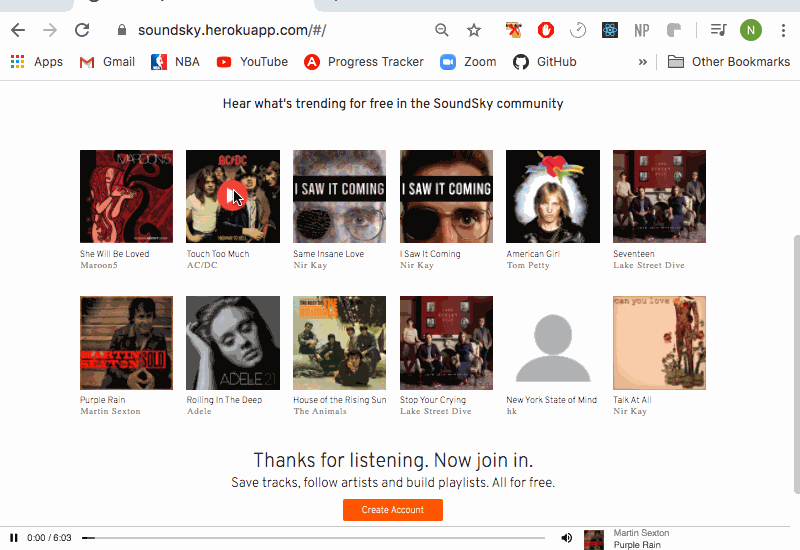 soundsky.herokuapp.com/#/
NP
N
Apps
Gmail
NBA
YouTube
Progress Tracker
Zoom
GitHub
»
Other Bookmarks
Hear what's trending for free in the SoundSky community
MAROON5
AC/DC
I SAW IT COMING
I SAW IT COMING
She Will Be Loved
Touch Too Much
Same Insane Love
I Saw It Coming
American Girl
Seventeen
Maroon5
AC/DC
Nir Kay
Nir Kay
Tom Petty
Lake Street Dive
MARTIN SEXTON SOLO
ADELE 21
THE BEST OF THE ANIMALS
can you love
Purple Rain
Rolling In The Deep
House of the Rising Sun
Stop Your Crying
New York State of Mind
Talk At All
Martin Sexton
Adele
The Animals
Lake Street Dive
hk
Nir Kay
Thanks for listening. Now join in.
Save tracks, follow artists and build playlists. All for free.
Create Account
0:00 / 6:03
Martin Sexton
Purple Rain